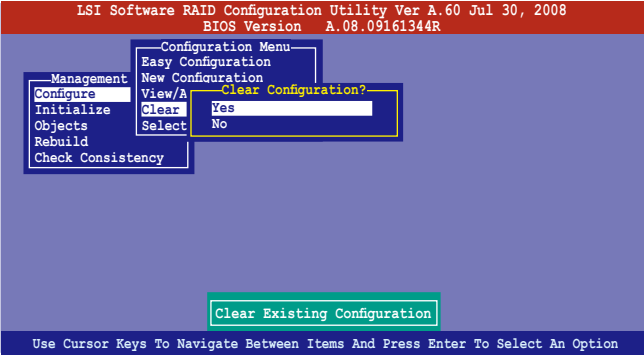 LSI Software RAID Configuration Utility Ver A.60 Jul 30, 2008
BIOS Version A.08.09161344R
Configuration Menu
Easy Configuration
New Configuration
View/A
Clear
Select
Management
Configure
Initialize
Objects
Rebuild
Check Consistency
Clear Configuration?
Yes
No
Clear Existing Configuration
Use Cursor Keys To Navigate Between Items And Press Enter To Select An Option